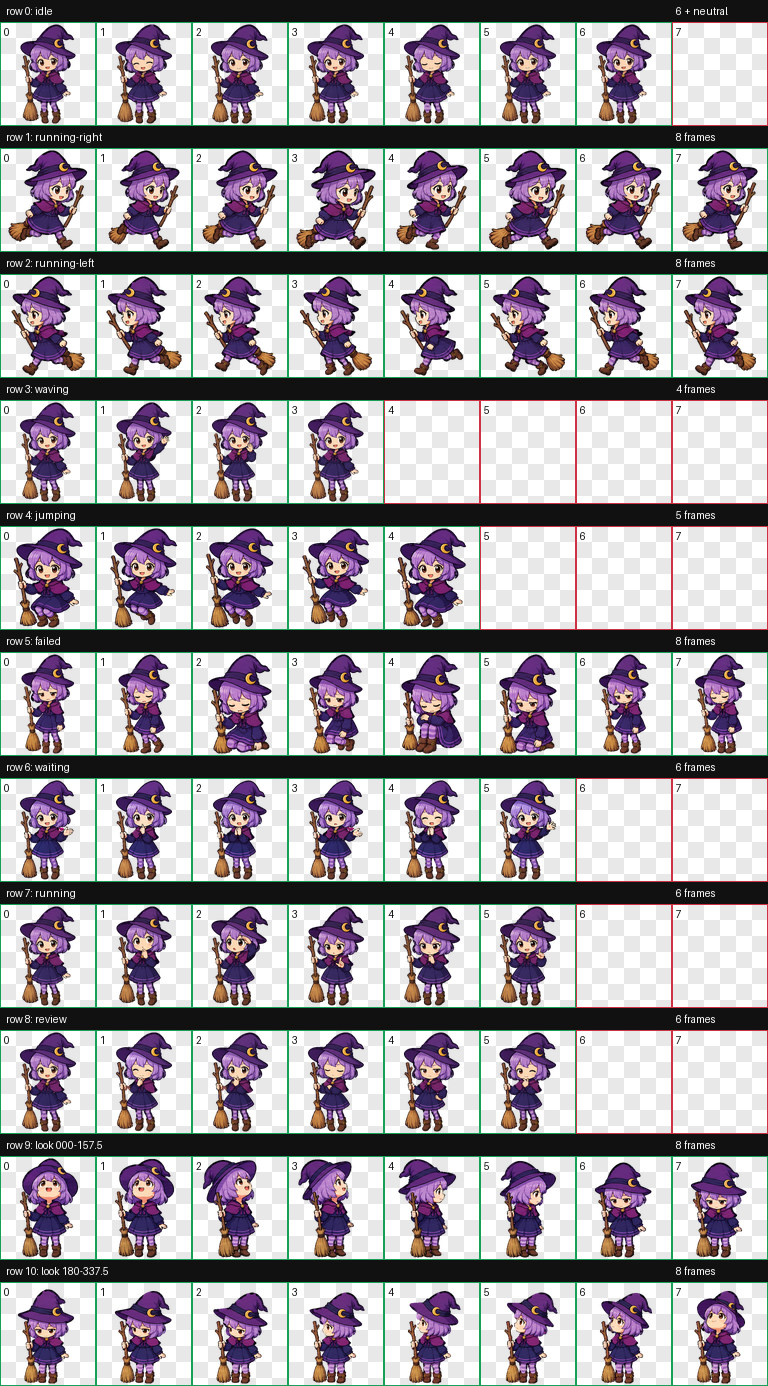 row 0: idle 6 + neutral
0 1 2 3 4 5 6 7
row 1: running-right 8 frames
0 1 2 3 4 5 6 7
row 2: running-left 8 frames
0 1 2 3 4 5 6 7
row 3: waving 4 frames
0 1 2 3 4 5 6 7
row 4: jumping 5 frames
0 1 2 3 4 5 6 7
row 5: failed 8 frames
0 1 2 3 4 5 6 7
row 6: waiting 6 frames
0 1 2 3 4 5 6 7
row 7: running 6 frames
0 1 2 3 4 5 6 7
row 8: review 6 frames
0 1 2 3 4 5 6 7
row 9: look 000-157.5 8 frames
0 1 2 3 4 5 6 7
row 10: look 180-337.5 8 frames
0 1 2 3 4 5 6 7